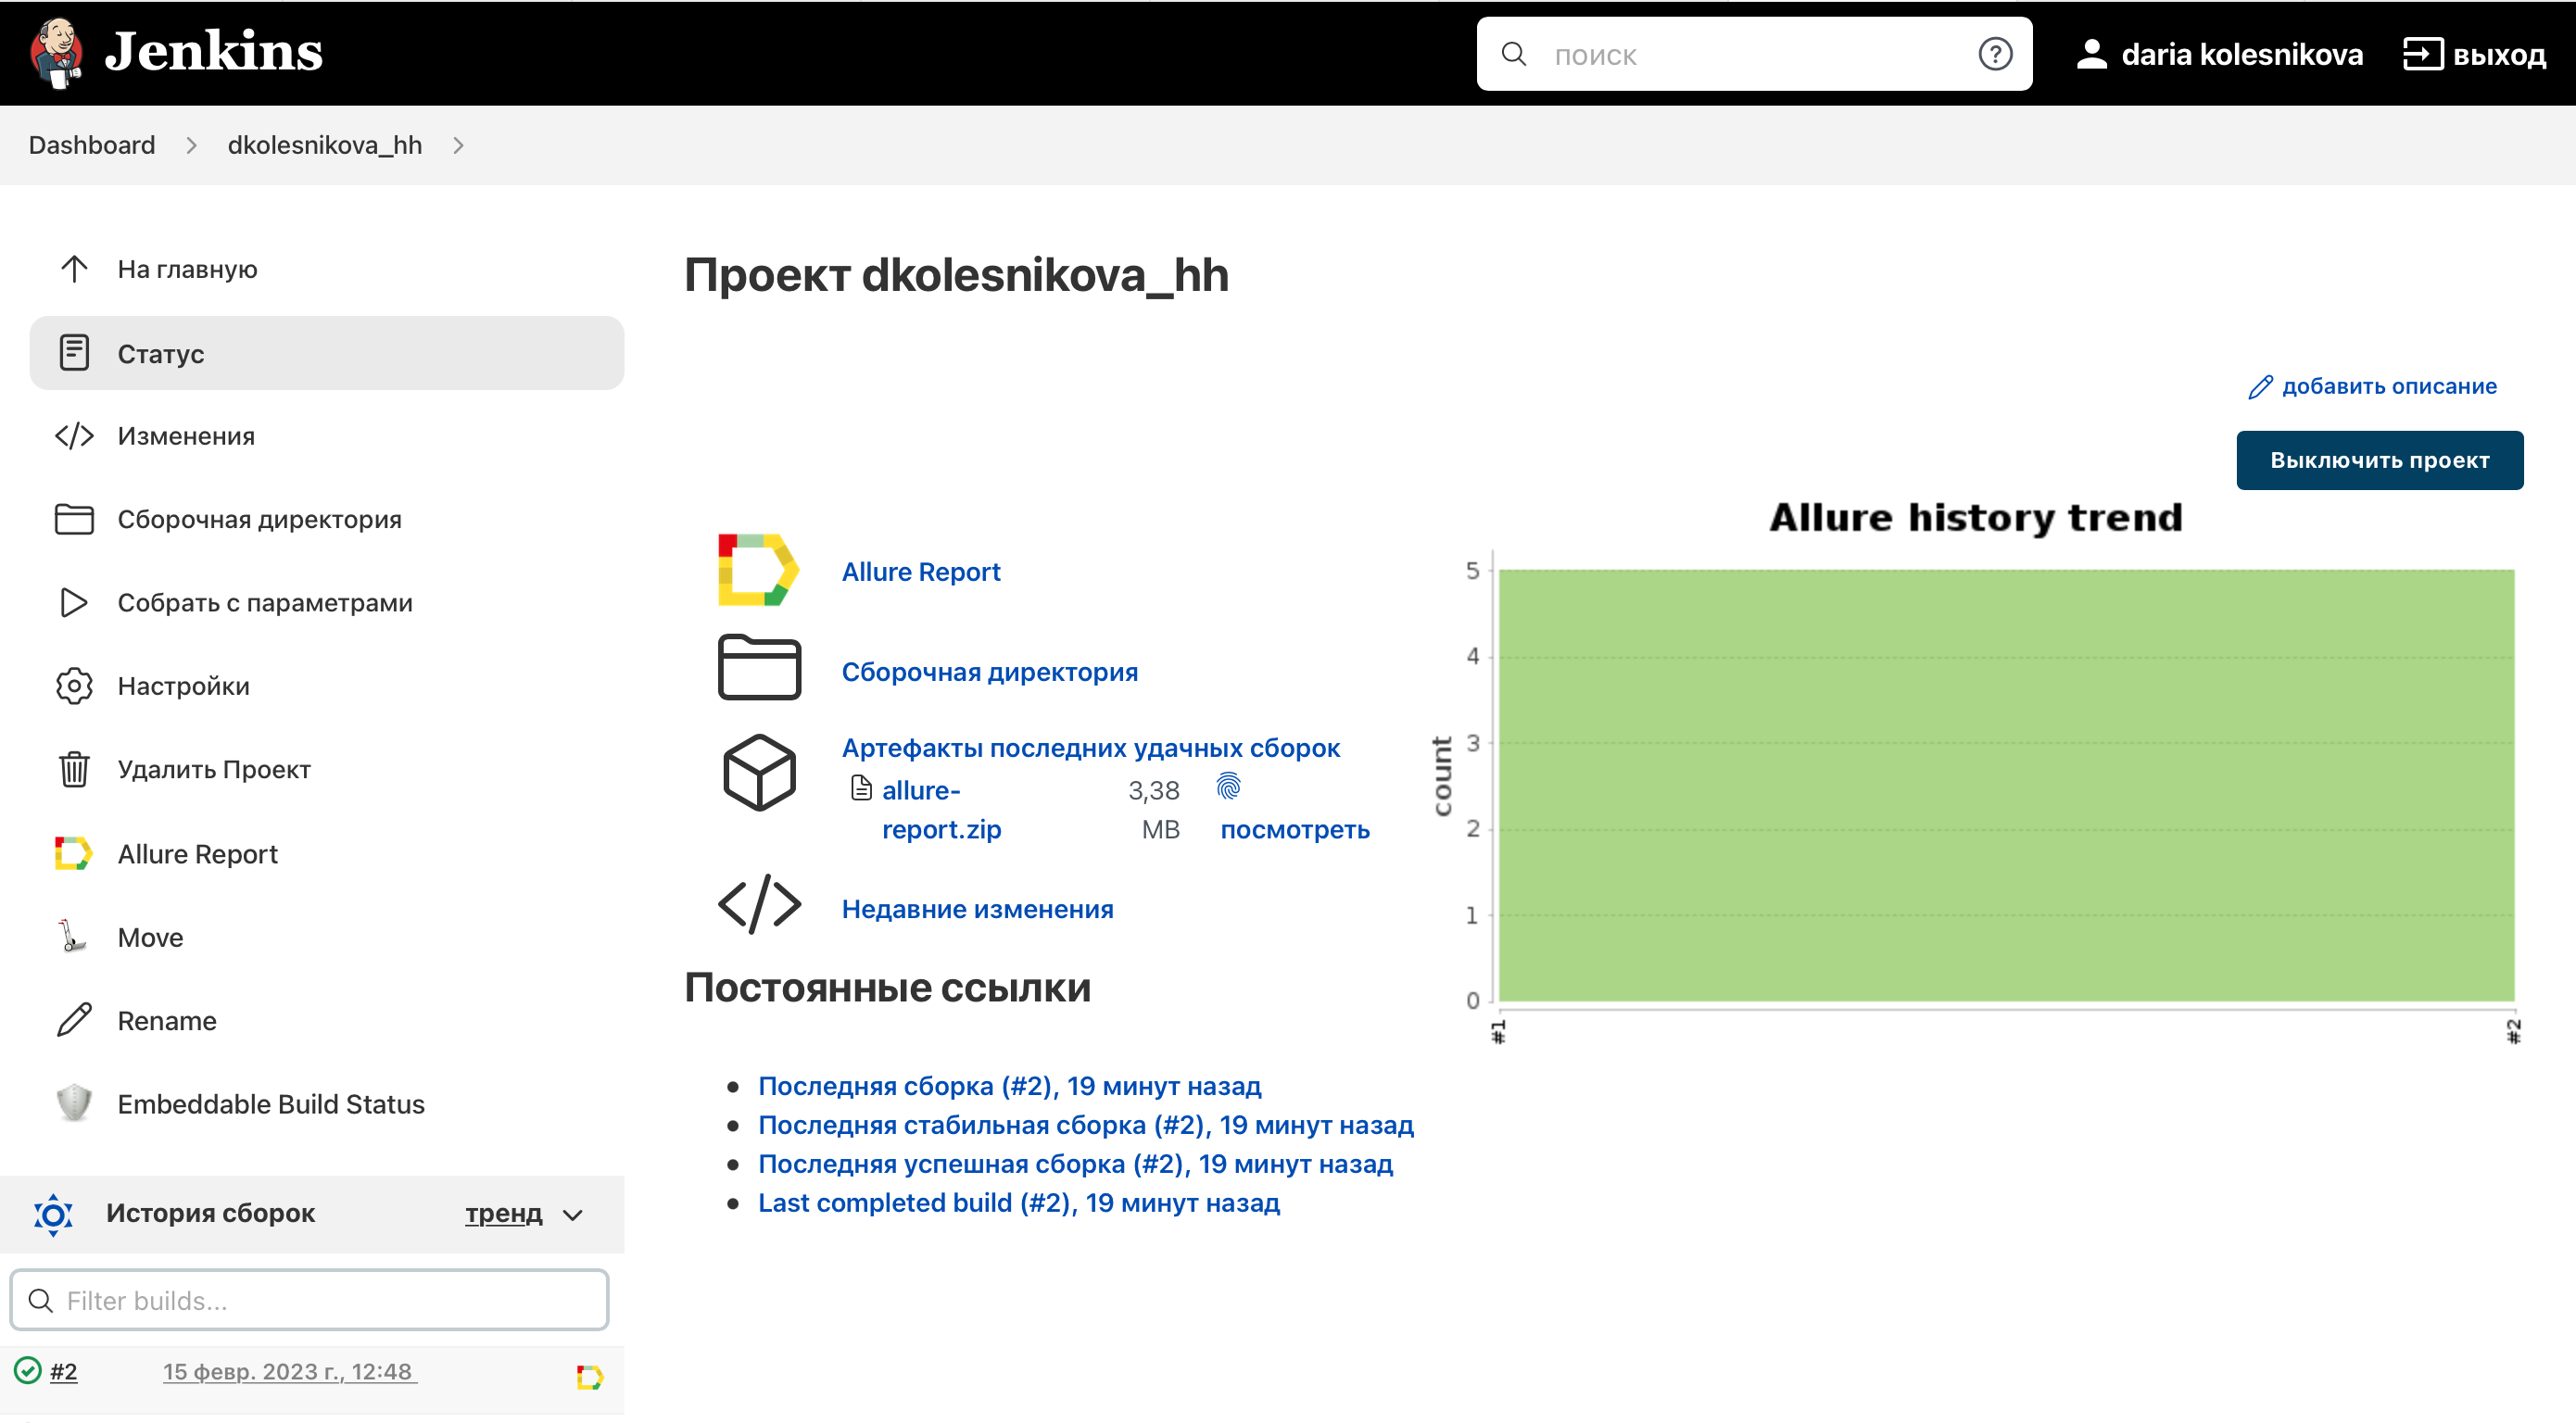 Jenkins
поиск
daria kolesnikova
выход
Dashboard
dkolesnikova_hh
На главную
Статус
Изменения
Сборочная директория
Собрать с параметрами
Настройки
Удалить Проект
Allure Report
Move
Rename
Embeddable Build Status
История сборок
тренд
Filter builds...
#2
15 февр. 2023 г., 12:48
Проект dkolesnikova_hh
добавить описание
Выключить проект
Allure Report
Сборочная директория
Артефакты последних удачных сборок
allure-
report.zip
3,38
MB
посмотреть
Недавние изменения
Постоянные ссылки
Последняя сборка (#2), 19 минут назад
Последняя стабильная сборка (#2), 19 минут назад
Последняя успешная сборка (#2), 19 минут назад
Last completed build (#2), 19 минут назад
Allure history trend
count
5
4
3
2
1
0
#1
#2